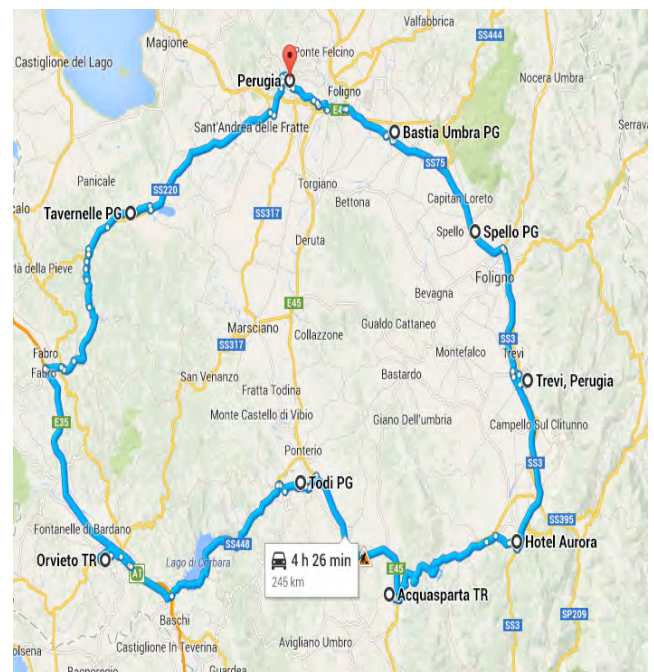 Valfabbrica
Magione
Ponte Felcino
SS444
Castiglione del Lago
Perugia
Nocera Umbra
Foligno
E45
Sant'Andrea delle Fratte
Bastia Umbra PG
Serrava
Panicale
SS220
SS75
Torgiano
Bettona
Capitan Loreto
calo
Tavernelle PG
SS317
Spello
Spello PG
Deruta
ttà della Pieve
Foligno
Bevagna
E45
SS3
Marsciano
Gualdo Cattaneo
Collazzone
SS317
Montefalco
Trevi
Fabro
Fabro
San Venanzo
Bastardo
Trevi, Perugia
Fratta Todina
E35
Monte Castello di Vibio
Giano Dell'umbria
Campello Sul Clitunno
Ponterio
SS3
Todi PG
SS395
Fontanelle di Bardano
SS448
Hotel Aurora
Orvieto TR
Lago di Corbara
4 h 26 min
245 km
E45
A1
Acquasparta TR
Baschi
SP209
SS3
Castiglione In Teverina
Avigliano Umbro
olsena
Bagnoregio
Guardea